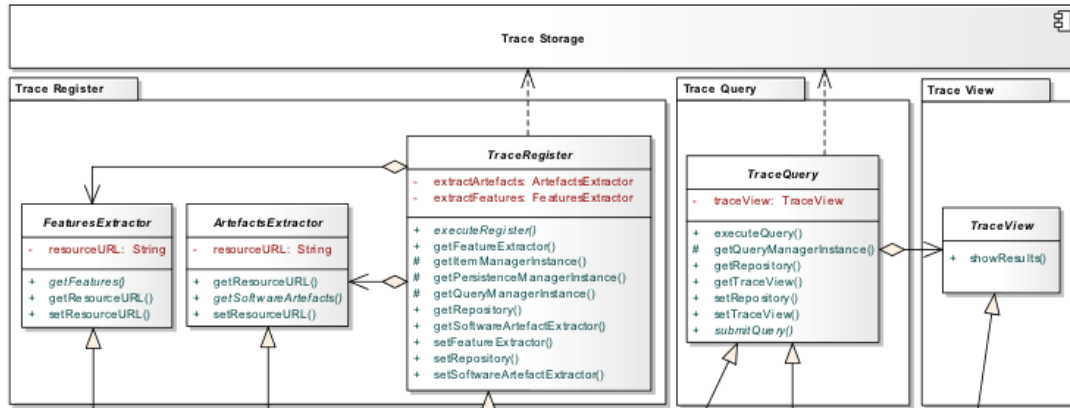 Trace Storage
Trace Register
Trace Query
Trace View
TraceRegister
- extractArtefacts: ArtefactsExtractor
- extractFeatures: FeaturesExtractor
+ executeRegister()
+ getFeatureExtractor()
# getItemManagerInstance()
# getPersistenceManagerInstance()
# getQueryManagerInstance()
+ getRepository()
+ getSoftwareArtefactExtractor()
+ setFeatureExtractor()
+ setRepository()
+ setSoftwareArtefactExtractor()
FeaturesExtractor
- resourceURL: String
+ getFeatures()
+ getResourceURL()
+ setResourceURL()
ArtefactsExtractor
- resourceURL: String
+ getResourceURL()
+ getSoftwareArtefacts()
+ setResourceURL()
TraceQuery
- traceView: TraceView
+ executeQuery()
# getQueryManagerInstance()
+ getRepository()
+ getTraceView()
+ setRepository()
+ setTraceView()
+ submitQuery()
TraceView
+ showResults()